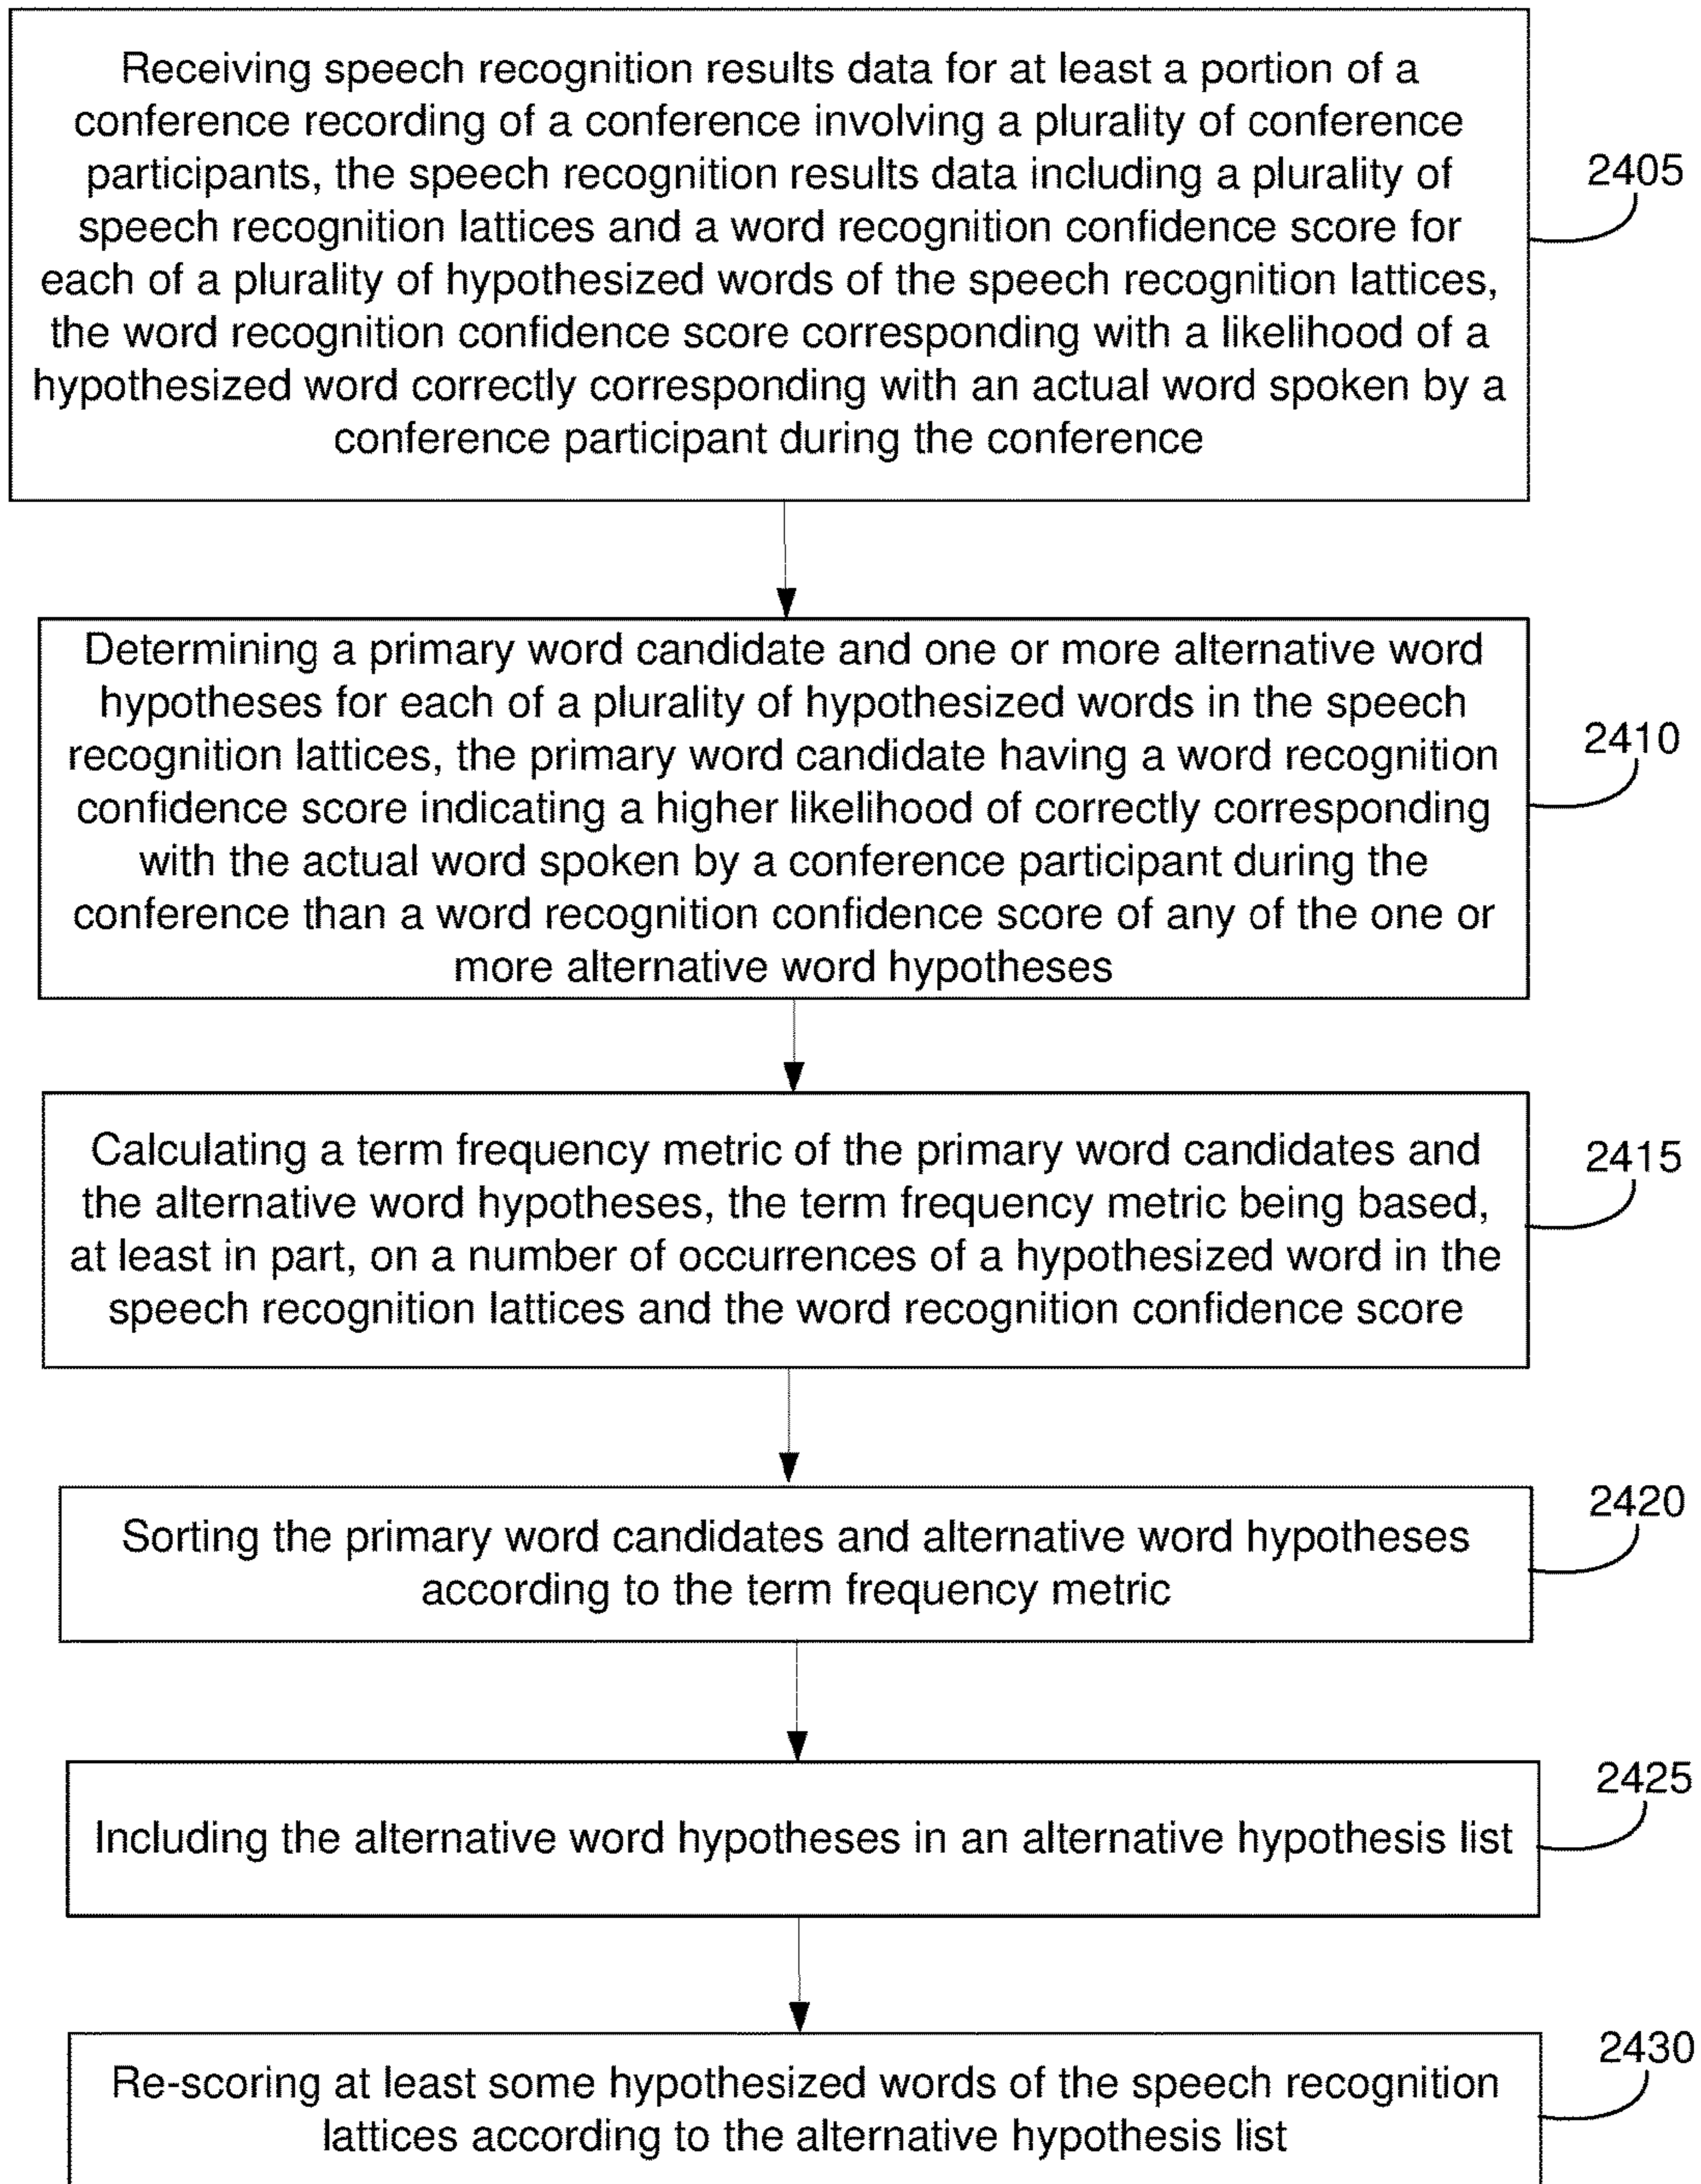 Receiving speech recognition results data for at least a portion of a
conference recording of a conference involving a plurality of conference
participants, the speech recognition results data including a plurality of
speech recognition lattices and a word recognition confidence score for
each of a plurality of hypothesized words of the speech recognition lattices,
the word recognition confidence score corresponding with a likelihood of a
hypothesized word correctly corresponding with an actual word spoken by a
conference participant during the conference
2405
Determining a primary word candidate and one or more alternative word
hypotheses for each of a plurality of hypothesized words in the speech
recognition lattices, the primary word candidate having a word recognition
confidence score indicating a higher likelihood of correctly corresponding
with the actual word spoken by a conference participant during the
conference than a word recognition confidence score of any of the one or
more alternative word hypotheses
2410
Calculating a term frequency metric of the primary word candidates and
the alternative word hypotheses, the term frequency metric being based,
at least in part, on a number of occurrences of a hypothesized word in the
speech recognition lattices and the word recognition confidence score
2415
Sorting the primary word candidates and alternative word hypotheses
according to the term frequency metric
2420
Including the alternative word hypotheses in an alternative hypothesis list
2425
Re-scoring at least some hypothesized words of the speech recognition
lattices according to the alternative hypothesis list
2430